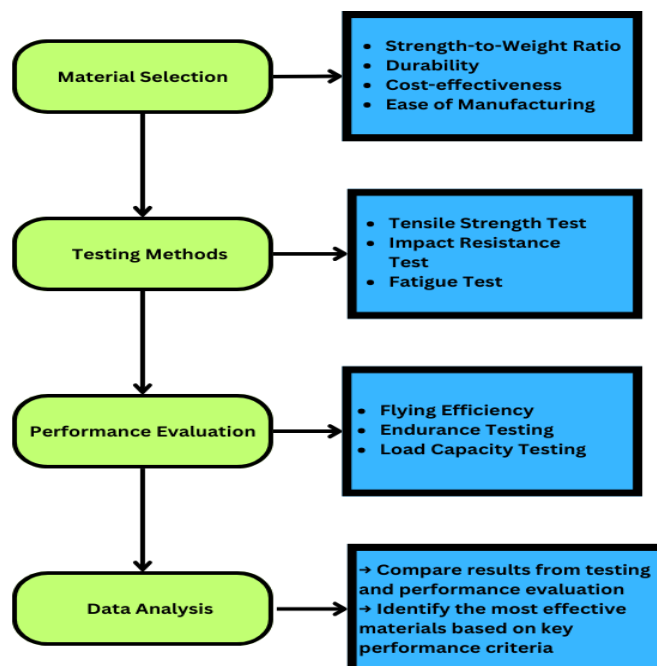 Material Selection
• Strength-to-Weight Ratio
• Durability
• Cost-effectiveness
• Ease of Manufacturing
Testing Methods
• Tensile Strength Test
• Impact Resistance
Test
• Fatigue Test
Performance Evaluation
• Flying Efficiency
• Endurance Testing
• Load Capacity Testing
Data Analysis
→ Compare results from testing
and performance evaluation
→ Identify the most effective
materials based on key
performance criteria